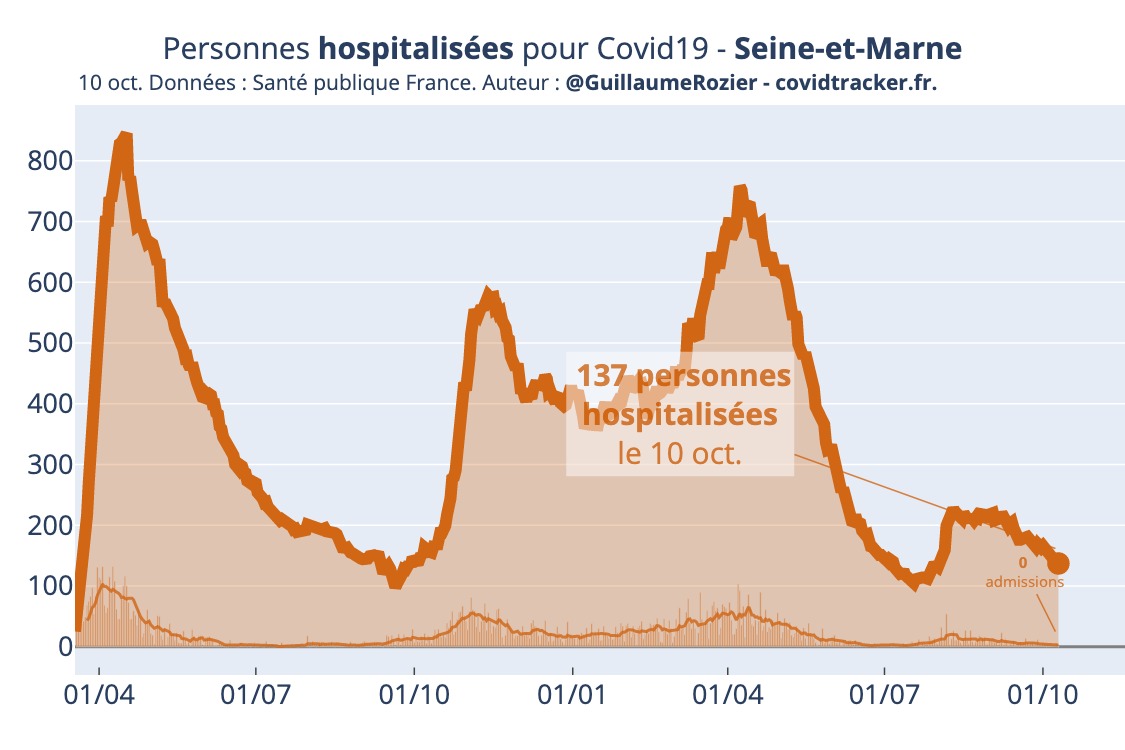 Personnes hospitalisées pour Covid19 - Seine-et-Marne
10 oct. Données : Santé publique France. Auteur : @GuillaumeRozier - covidtracker.fr.
800
700
600
500
400
300
200
100
0
137 personnes
hospitalisées
le 10 oct.
0
admissions
01/04
01/07
01/10
01/01
01/04
01/07
01/10